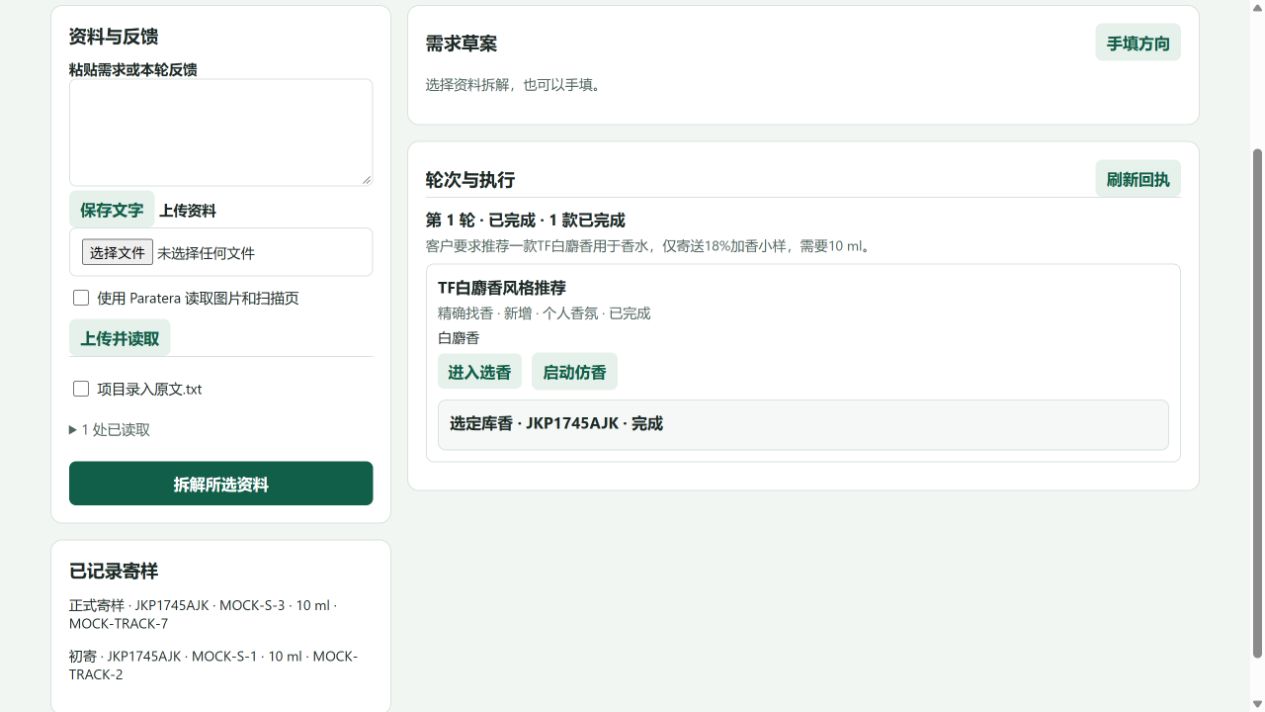 资料与反馈
粘贴需求或本轮反馈
保存文字 上传资料
选择文件 未选择任何文件
使用 Paratera 读取图片和扫描页
上传并读取
项目录入原文.txt
1 处已读取
拆解所选资料
已记录寄样
正式寄样 · JKP1745AJK · MOCK-S-3 · 10 ml ·
MOCK-TRACK-7
初寄 · JKP1745AJK · MOCK-S-1 · 10 ml · MOCK-
TRACK-2
需求草案
手填方向
选择资料拆解，也可以手填。
轮次与执行
刷新回执
第 1 轮 · 已完成 · 1 款已完成
客户要求推荐一款TF白麝香用于香水，仅寄送18%加香小样，需要10 ml。
TF白麝香风格推荐
精确找香 · 新增 · 个人香氛 · 已完成
白麝香
进入选香 启动仿香
选定库香 · JKP1745AJK · 完成